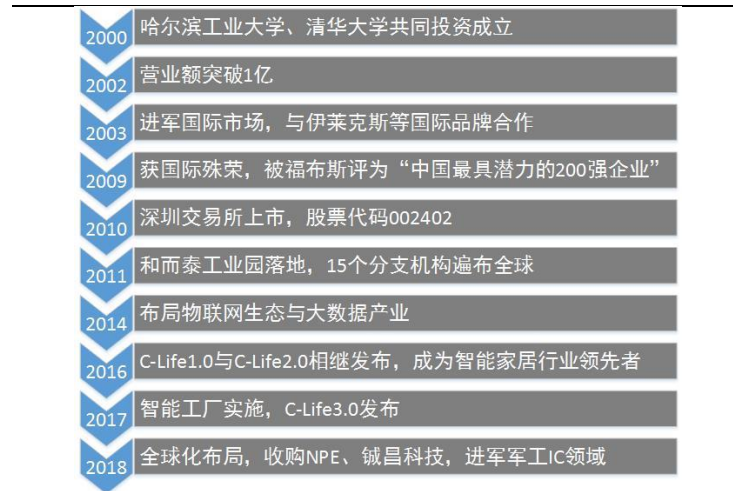 2000 哈尔滨工业大学、清华大学共同投资成立
2002 营业额突破1亿
2003 进军国际市场，与伊莱克斯等国际品牌合作
2009 获国际殊荣，被福布斯评为“中国最具潜力的200强企业”
2010 深圳交易所上市，股票代码002402
2011 和而泰工业园落地，15个分支机构遍布全球
2014 布局物联网生态与大数据产业
2016 C-Life1.0与C-Life2.0相继发布，成为智能家居行业领先者
2017 智能工厂实施，C-Life3.0发布
2018 全球化布局，收购NPE、铖昌科技，进军军工IC领域